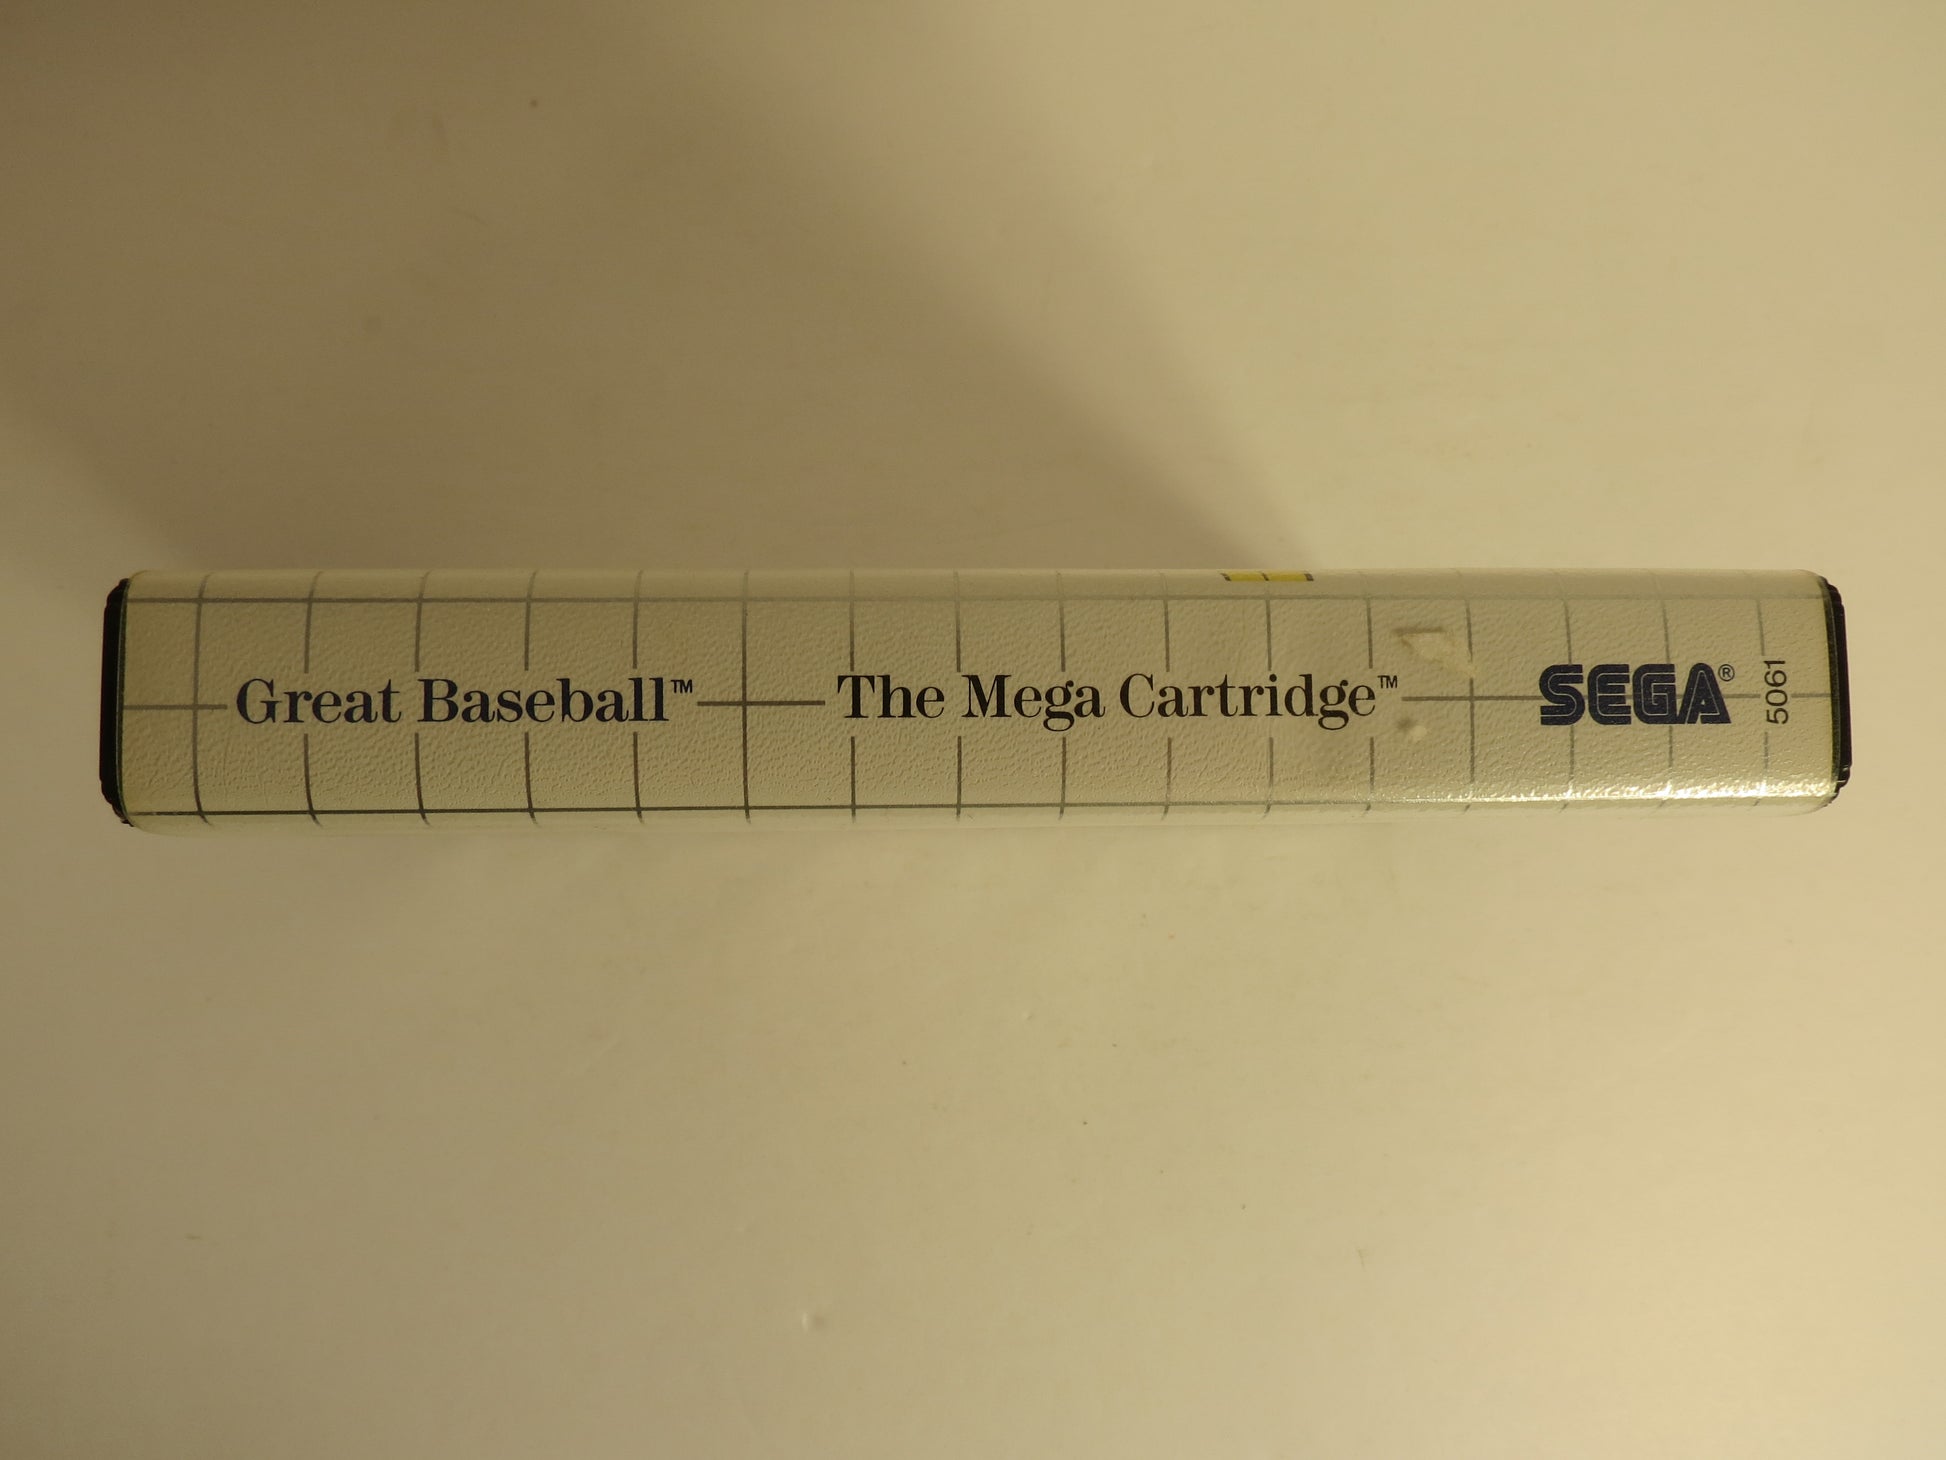 Great Baseball™ The Mega Cartridge™ SEGA® 5061